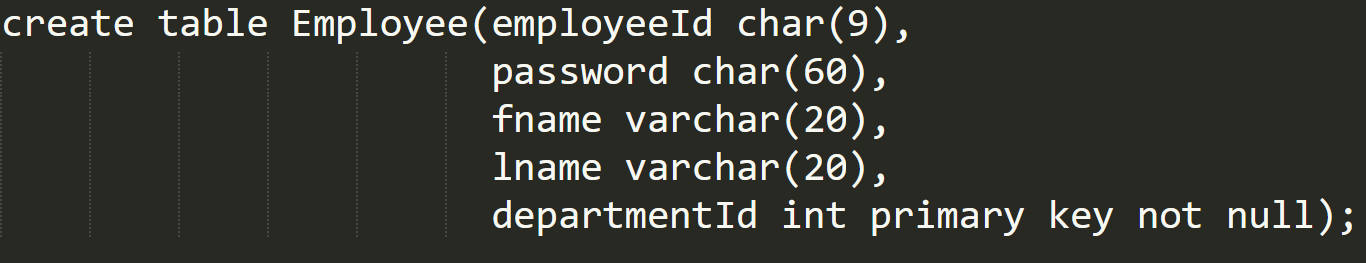 create table Employee(employeeId char(9),
password char(60),
fname varchar(20),
lname varchar(20),
departmentId int primary key not null);